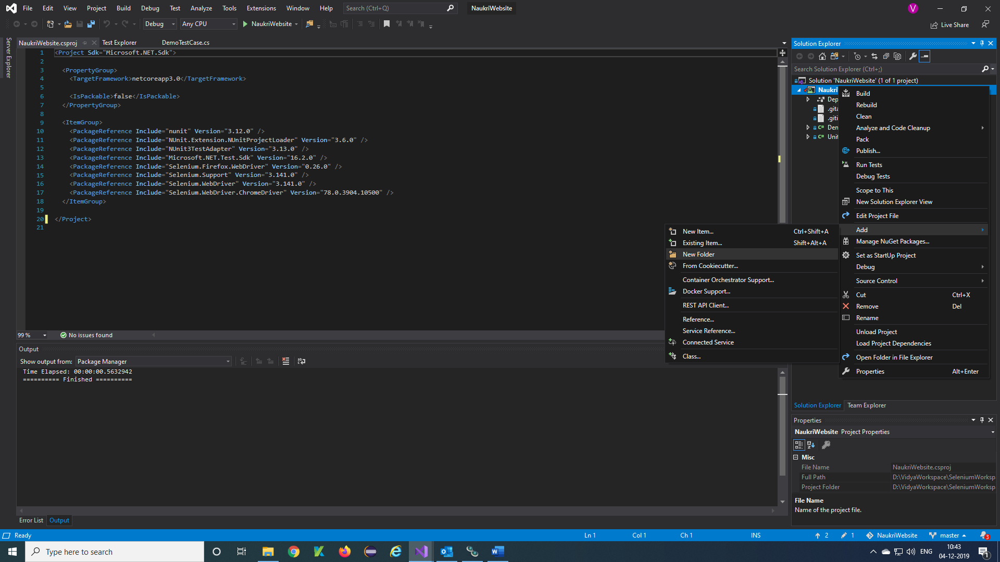 File Edit View Project Build Debug Test Analyze Tools Extensions Window Help Search (Ctrl+Q) NaukriWebsite V
Debug Any CPU NaukriWebsite Live Share
Server Explorer
NaukriWebsite.csproj Test Explorer DemoTestCase.cs
1 <Project Sdk="Microsoft.NET.Sdk">
2
3 <PropertyGroup>
4 <TargetFramework>netcoreapp3.0</TargetFramework>
5
6 <IsPackable>false</IsPackable>
7 </PropertyGroup>
8
9 <ItemGroup>
10 <PackageReference Include="nunit" Version="3.12.0" />
11 <PackageReference Include="NUnit.Extension.NUnitProjectLoader" Version="3.6.0" />
12 <PackageReference Include="NUnit3TestAdapter" Version="3.13.0" />
13 <PackageReference Include="Microsoft.NET.Test.Sdk" Version="16.2.0" />
14 <PackageReference Include="Selenium.Firefox.WebDriver" Version="0.26.0" />
15 <PackageReference Include="Selenium.Support" Version="3.141.0" />
16 <PackageReference Include="Selenium.WebDriver" Version="3.141.0" />
17 <PackageReference Include="Selenium.WebDriver.ChromeDriver" Version="78.0.3904.10500" />
18 </ItemGroup>
19
20 </Project>
21
99 % No issues found
Output
Show output from: Package Manager
Time Elapsed: 00:00:00.5632942
========== Finished ==========
Error List Output
Solution Explorer
Search Solution Explorer (Ctrl+;)
Solution 'NaukriWebsite' (1 of 1 project)
Naukri
Dep
.gita
.giti
C# Den
C# Unit
Build
Rebuild
Clean
Analyze and Code Cleanup
Pack
Publish...
Run Tests
Debug Tests
Scope to This
New Solution Explorer View
Edit Project File
Add
Manage NuGet Packages...
Set as StartUp Project
Debug
Source Control
Cut Ctrl+X
Remove Del
Rename
Unload Project
Load Project Dependencies
Open Folder in File Explorer
Properties Alt+Enter
New Item... Ctrl+Shift+A
Existing Item... Shift+Alt+A
New Folder
From Cookiecutter...
Container Orchestrator Support...
Docker Support...
REST API Client...
Reference...
Service Reference...
Connected Service
Class...
Solution Explorer Team Explorer
Properties
NaukriWebsite Project Properties
Misc
File Name NaukriWebsite.csproj
Full Path D:\VidyaWorkspace\SeleniumWorksp
Project Folder D:\VidyaWorkspace\SeleniumWorksp
File Name
Name of the project file.
Ready Ln 1 Col 1 Ch 1 INS 2 1 NaukriWebsite master 3
Type here to search ENG 10:43
04-12-2019 1